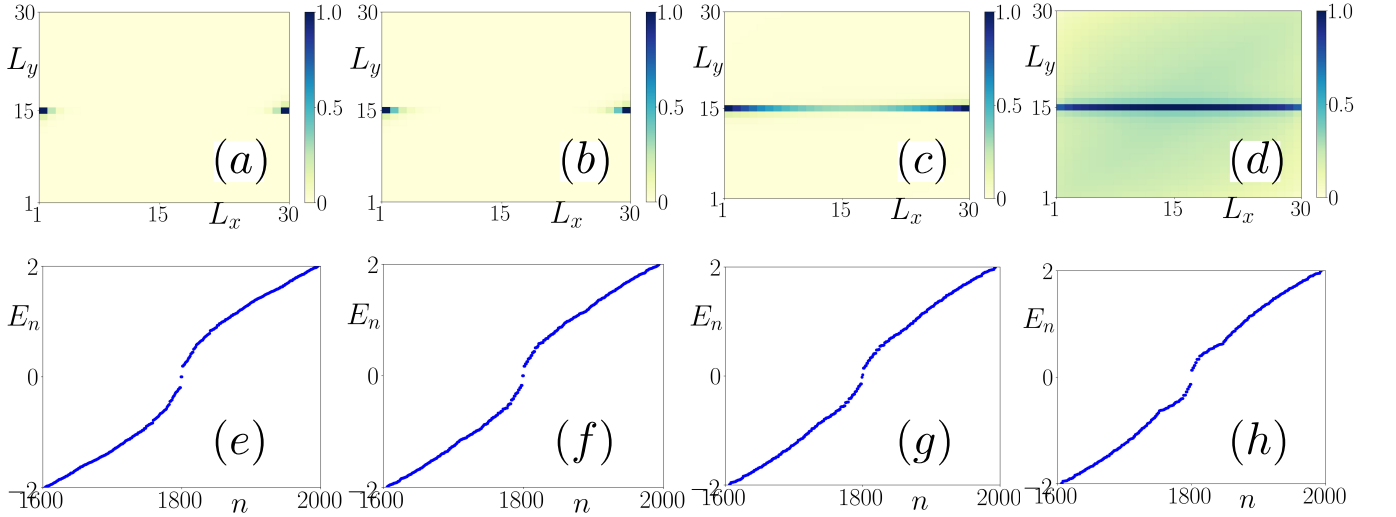 30 1.0 30 1.0 30 1.0 30 1.0
L_y L_y L_y L_y
15 0.5 15 0.5 15 0.5 15 0.5
(a) (b) (c) (d)
1 0 1 0 1 0 1 0
1 15 L_x 30 1 15 L_x 30 1 15 L_x 30 1 15 L_x 30
2 2 2 2
E_n E_n E_n E_n
0 0 0 0
(e) (f) (g) (h)
−2 −2 −2 −2
1600 1800 n 2000 1600 1800 n 2000 1600 1800 n 2000 1600 1800 n 2000